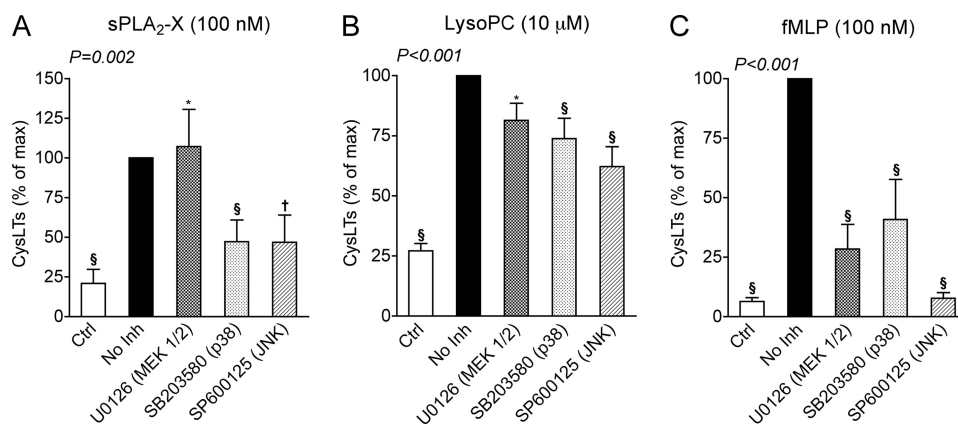 A
sPLA₂-X (100 nM)
P=0.002
CysLTs (% of max)
150
125
100
75
50
25
0
§
*
§
†
Ctrl
No Inh
U0126 (MEK 1/2)
SB203580 (p38)
SP600125 (JNK)
B
LysoPC (10 μM)
P<0.001
CysLTs (% of max)
100
75
50
25
0
§
*
§
§
Ctrl
No Inh
U0126 (MEK 1/2)
SB203580 (p38)
SP600125 (JNK)
C
fMLP (100 nM)
P<0.001
CysLTs (% of max)
100
75
50
25
0
§
§
§
§
Ctrl
No Inh
U0126 (MEK 1/2)
SB203580 (p38)
SP600125 (JNK)